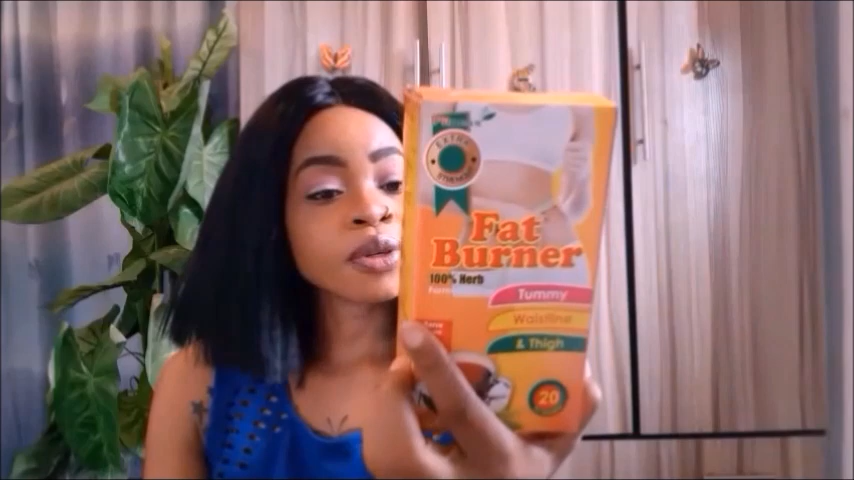 EXTRA
STRENGTH
Fat
Burner
100% Herb
Tummy
Waistline
& Thigh
20